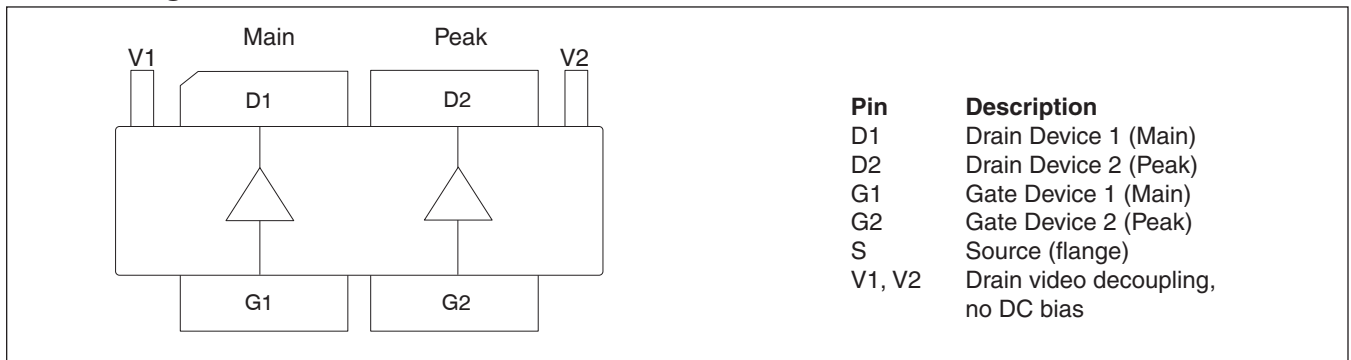 Main Peak
V1 V2
D1 D2
G1 G2
Pin Description
D1 Drain Device 1 (Main)
D2 Drain Device 2 (Peak)
G1 Gate Device 1 (Main)
G2 Gate Device 2 (Peak)
S Source (flange)
V1, V2 Drain video decoupling,
no DC bias